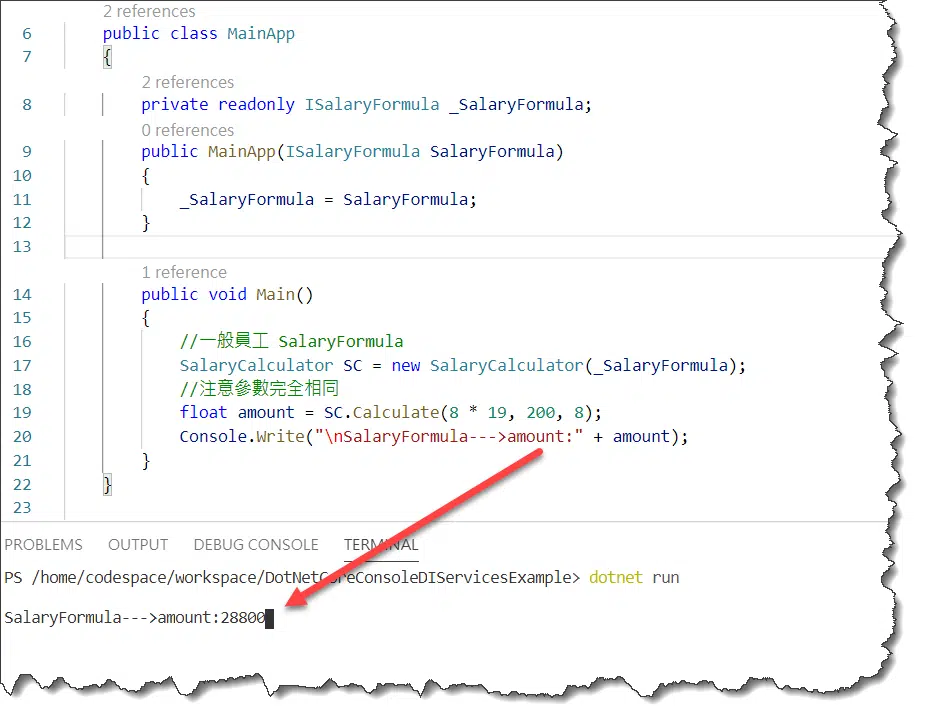 2 references
6 public class MainApp
7 {
2 references
8 private readonly ISalaryFormula _SalaryFormula;
0 references
9 public MainApp(ISalaryFormula SalaryFormula)
10 {
11 _SalaryFormula = SalaryFormula;
12 }
13
1 reference
14 public void Main()
15 {
16 //一般員工 SalaryFormula
17 SalaryCalculator SC = new SalaryCalculator(_SalaryFormula);
18 //注意參數完全相同
19 float amount = SC.Calculate(8 * 19, 200, 8);
20 Console.Write("\nSalaryFormula--->amount:" + amount);
21 }
22 }
23
PROBLEMS OUTPUT DEBUG CONSOLE TERMINAL
PS /home/codespace/workspace/DotNetCoreConsoleDIServicesExample> dotnet run
SalaryFormula--->amount:28800